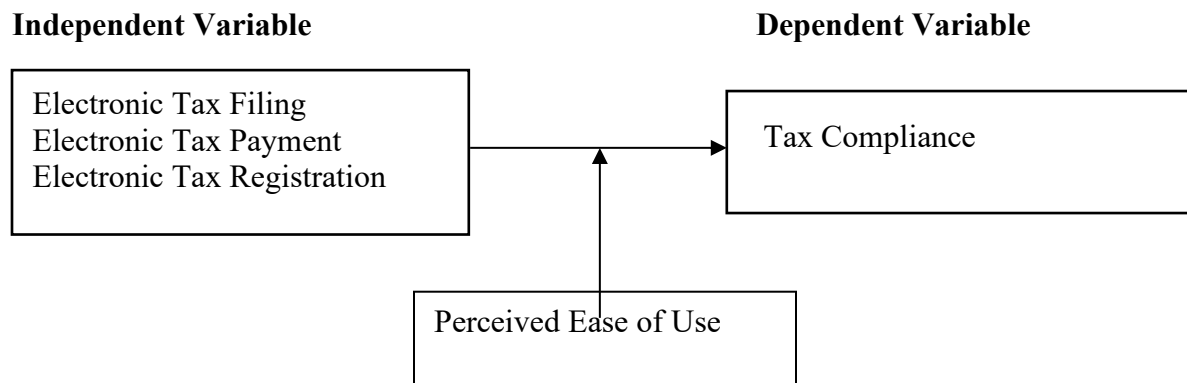 Independent Variable
Dependent Variable
Electronic Tax Filing
Electronic Tax Payment
Electronic Tax Registration
Tax Compliance
Perceived Ease of Use